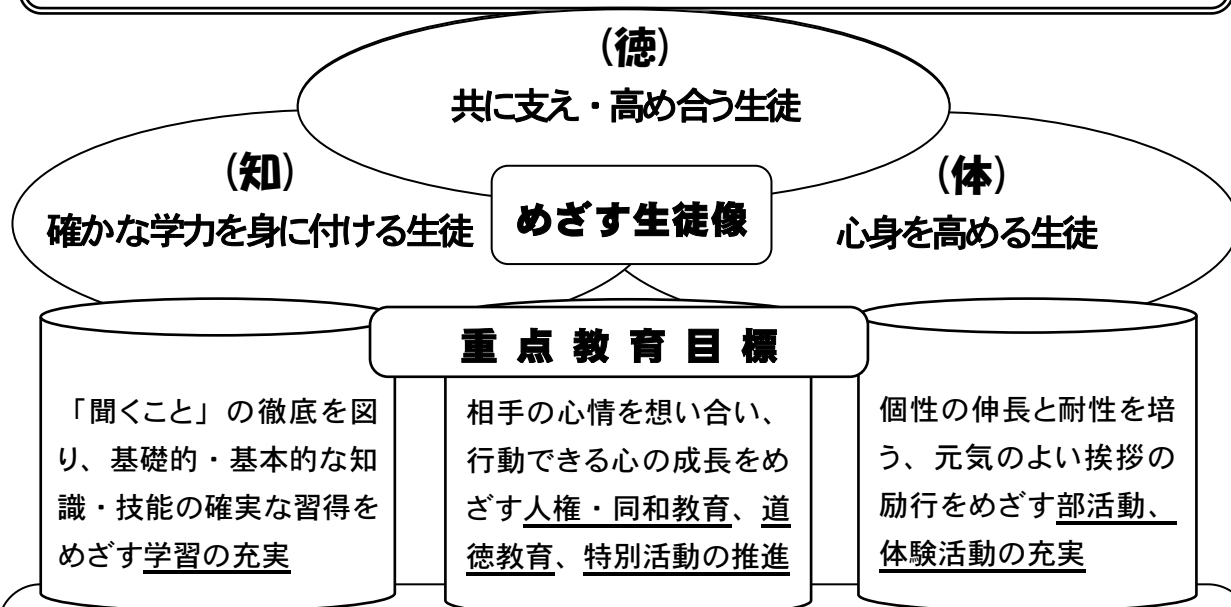 (徳)
共に支え・高め合う生徒
(知)
確かな学力を身に付ける生徒
(体)
心身を高める生徒
めざす生徒像
重点教育目標
「聞くこと」の徹底を図
り、基礎的・基本的な知
識・技能の確実な習得を
めざす学習の充実
相手の心情を想い合い、
行動できる心の成長をめ
ざす人権・同和教育、道
徳教育、特別活動の推進
個性の伸長と耐性を培
う、元気のよい挨拶の
励行をめざす部活動、
体験活動の充実